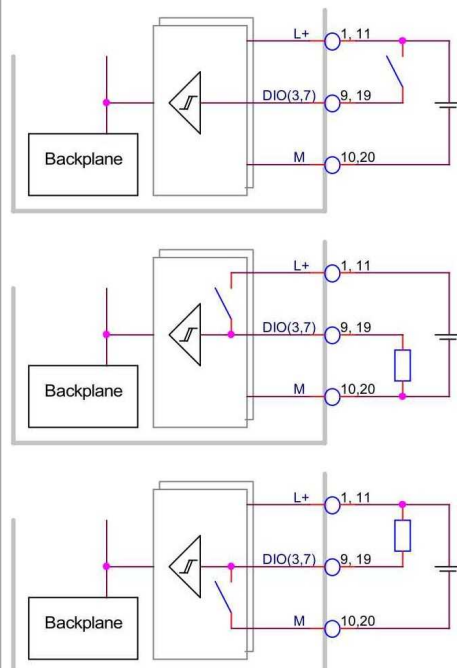 L+ 1, 11
DIO(3,7) 9, 19
Backplane
M 10,20
L+ 1, 11
DIO(3,7) 9, 19
Backplane
M 10,20
L+ 1, 11
DIO(3,7) 9, 19
Backplane
M 10,20